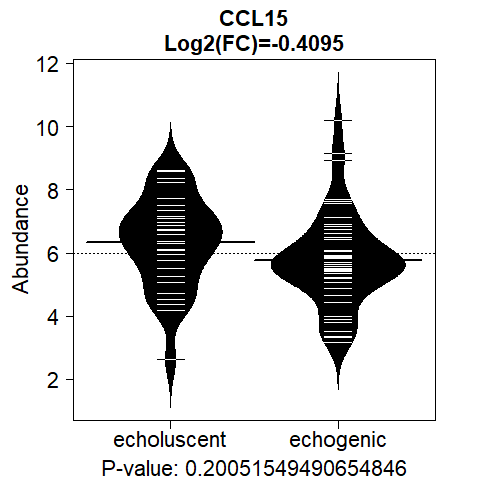 CCL15
Log2(FC)=-0.4095
Abundance
12
10
8
6
4
2
echoluscent echogenic
P-value: 0.20051549490654846